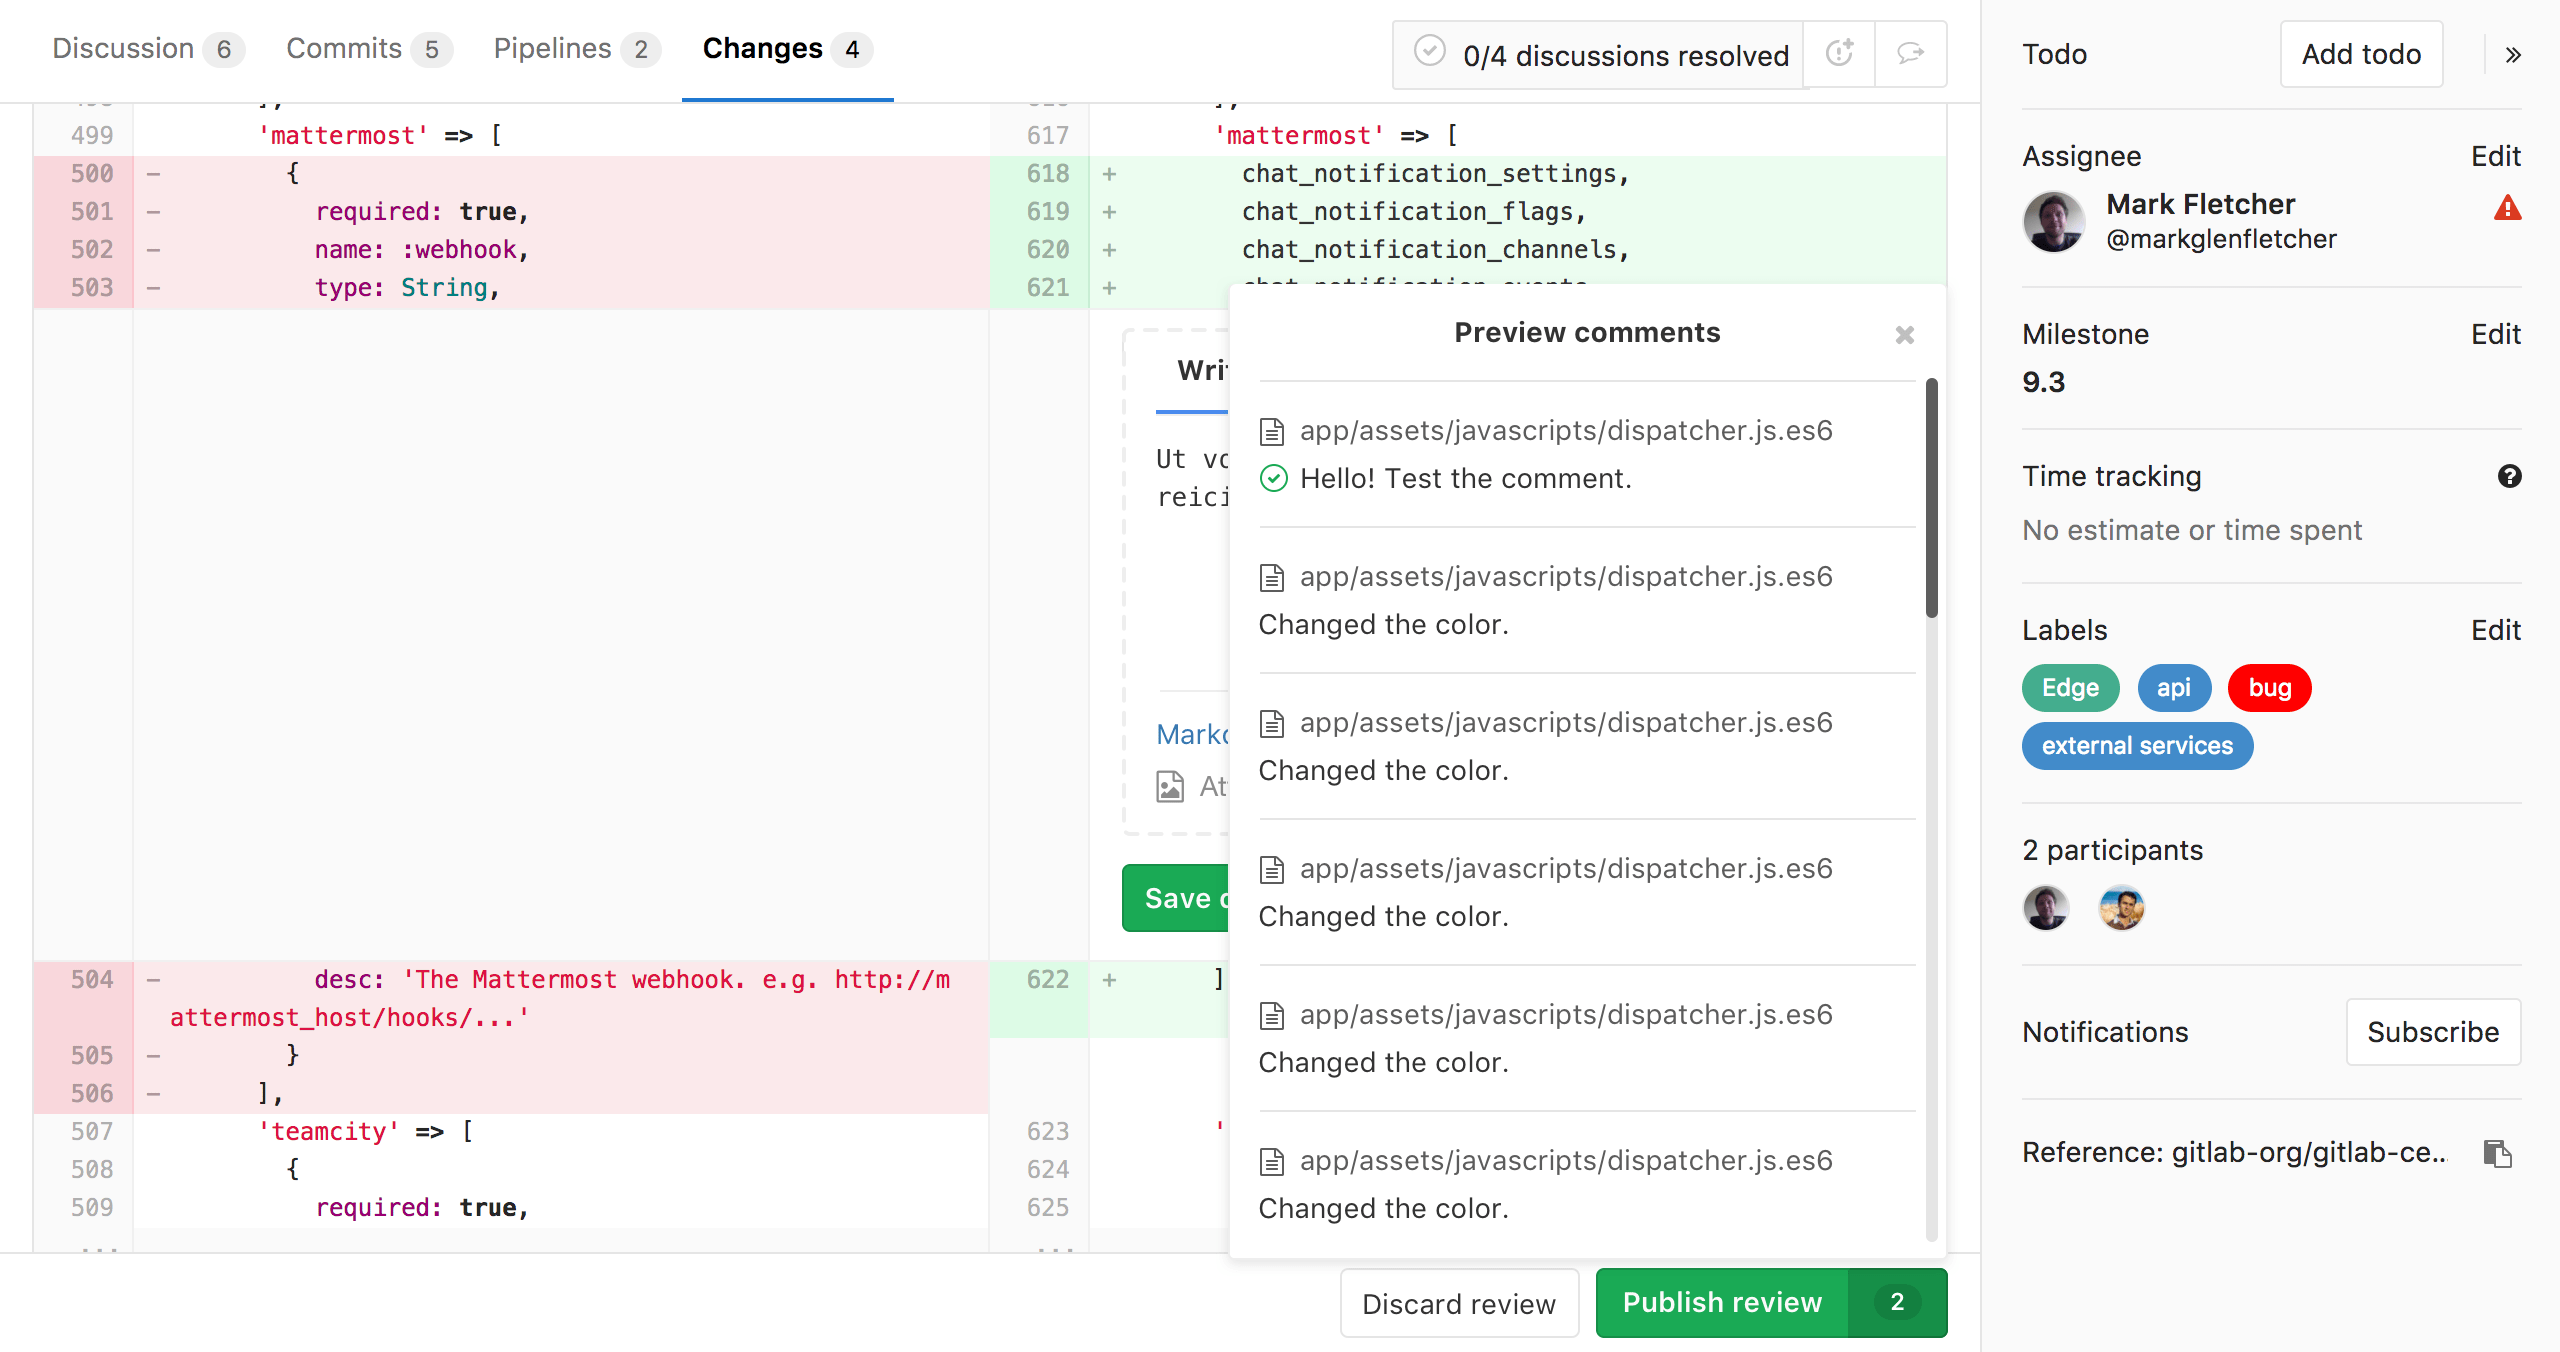 Discussion 6 Commits 5 Pipelines 2 Changes 4
0/4 discussions resolved
499 'mattermost' => [
500 - {
501 - required: true,
502 - name: :webhook,
503 - type: String,
504 - desc: 'The Mattermost webhook. e.g. http://m
attermost_host/hooks/...'
505 - }
506 - ],
507 'teamcity' => [
508 {
509 required: true,
...
617 'mattermost' => [
618 + chat_notification_settings,
619 + chat_notification_flags,
620 + chat_notification_channels,
621 + chat_notification_events
Ut
Save
622 + ]
623 '
624
625
...
Preview comments
app/assets/javascripts/dispatcher.js.es6
Hello! Test the comment.
app/assets/javascripts/dispatcher.js.es6
Changed the color.
app/assets/javascripts/dispatcher.js.es6
Changed the color.
app/assets/javascripts/dispatcher.js.es6
Changed the color.
app/assets/javascripts/dispatcher.js.es6
Changed the color.
app/assets/javascripts/dispatcher.js.es6
Changed the color.
Discard review
Publish review 2
Todo
Add todo
»
Assignee Edit
Mark Fletcher
@markglenfletcher
Milestone Edit
9.3
Time tracking
No estimate or time spent
Labels Edit
Edge api bug
external services
2 participants
Notifications
Subscribe
Reference: gitlab-org/gitlab-ce...